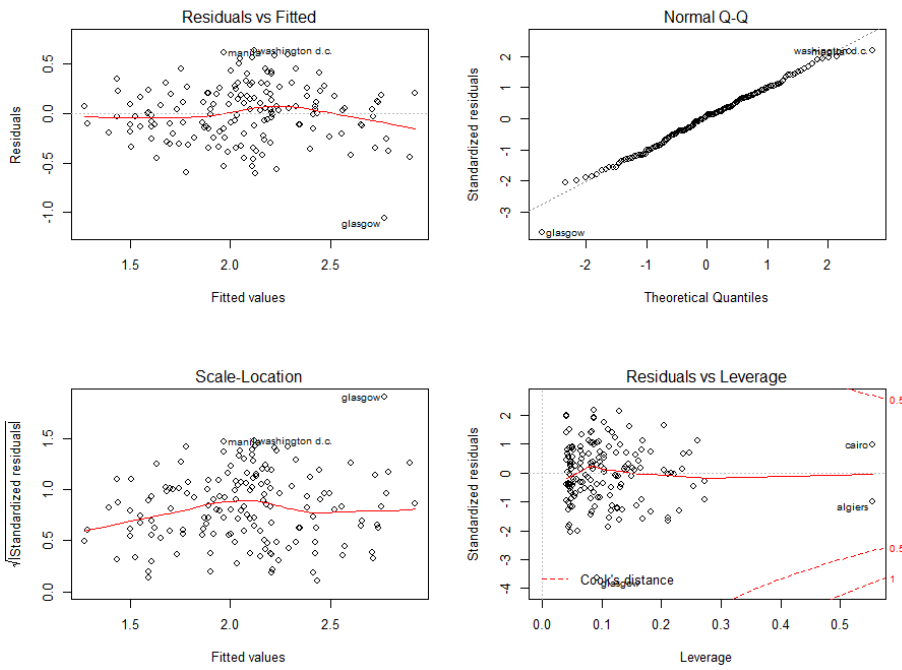 Residuals vs Fitted
Residuals
0.5
0.0
-0.5
-1.0
manila
washington d.c.
glasgow
1.5
2.0
2.5
Fitted values
Normal Q-Q
Standardized residuals
2
1
0
-1
-2
-3
washington d.c.
glasgow
-2
-1
0
1
2
Theoretical Quantiles
Scale-Location
√|Standardized residuals|
1.5
1.0
0.5
0.0
glasgow
manila
washington d.c.
1.5
2.0
2.5
Fitted values
Residuals vs Leverage
Standardized residuals
2
1
0
-1
-2
-3
-4
0.5
cairo
algiers
0.5
1
Cook's distance
glasgow
0.0
0.1
0.2
0.3
0.4
0.5
Leverage